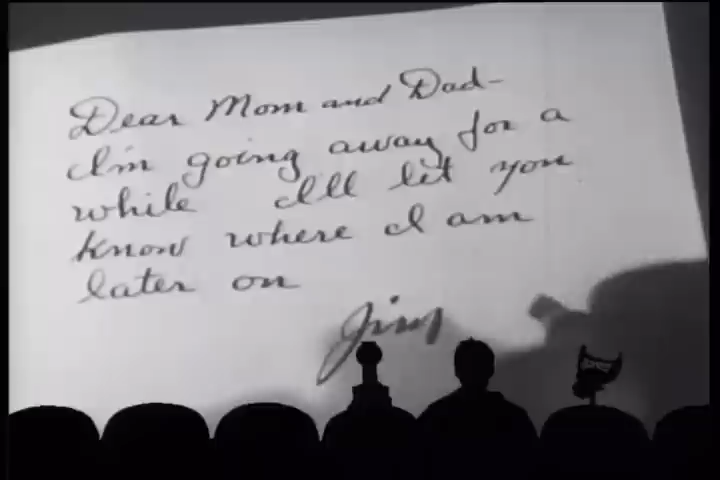 Dear Mom and Dad-
I'm going away for a
while I'll let you
know where I am
later on
Jim